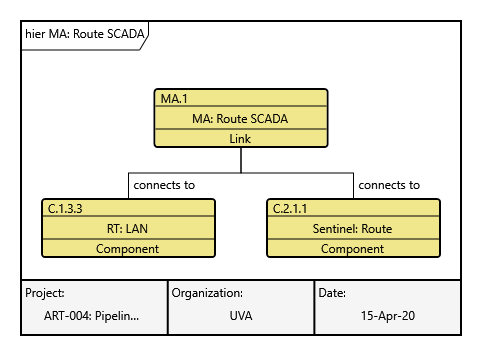 hier MA: Route SCADA
MA.1
MA: Route SCADA
Link
connects to
connects to
C.1.3.3
RT: LAN
Component
C.2.1.1
Sentinel: Route
Component
Project:
ART-004: Pipelin...
Organization:
UVA
Date:
15-Apr-20